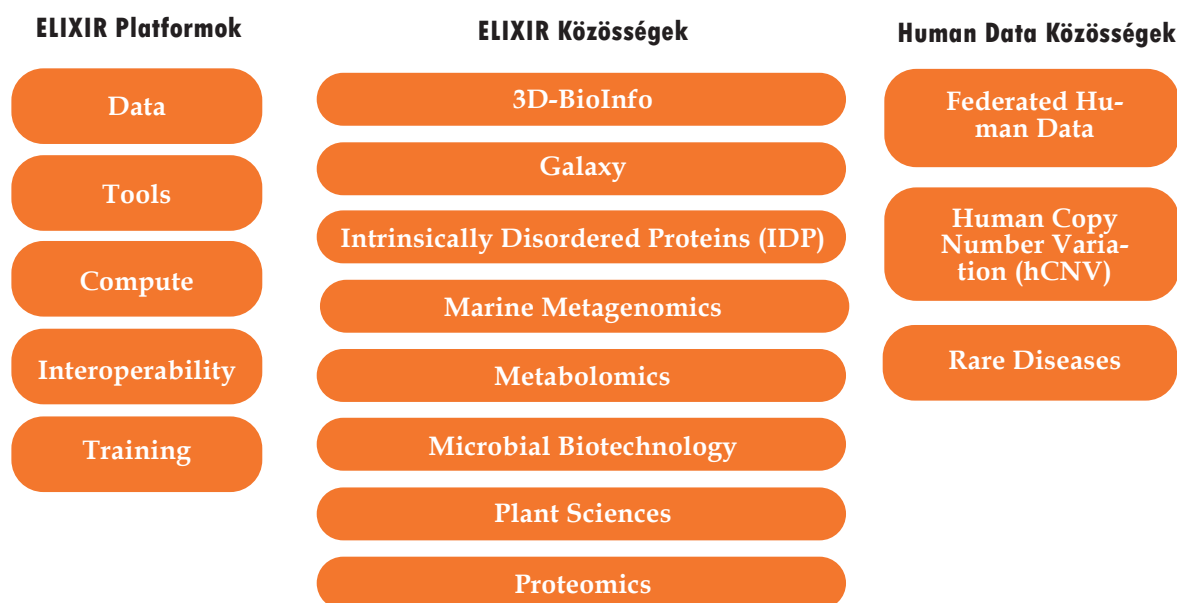 ELIXIR Platformok
Data
Tools
Compute
Interoperability
Training
ELIXIR Közösségek
3D-BioInfo
Galaxy
Intrinsically Disordered Proteins (IDP)
Marine Metagenomics
Metabolomics
Microbial Biotechnology
Plant Sciences
Proteomics
Human Data Közösségek
Federated Hu-
man Data
Human Copy
Number Varia-
tion (hCNV)
Rare Diseases